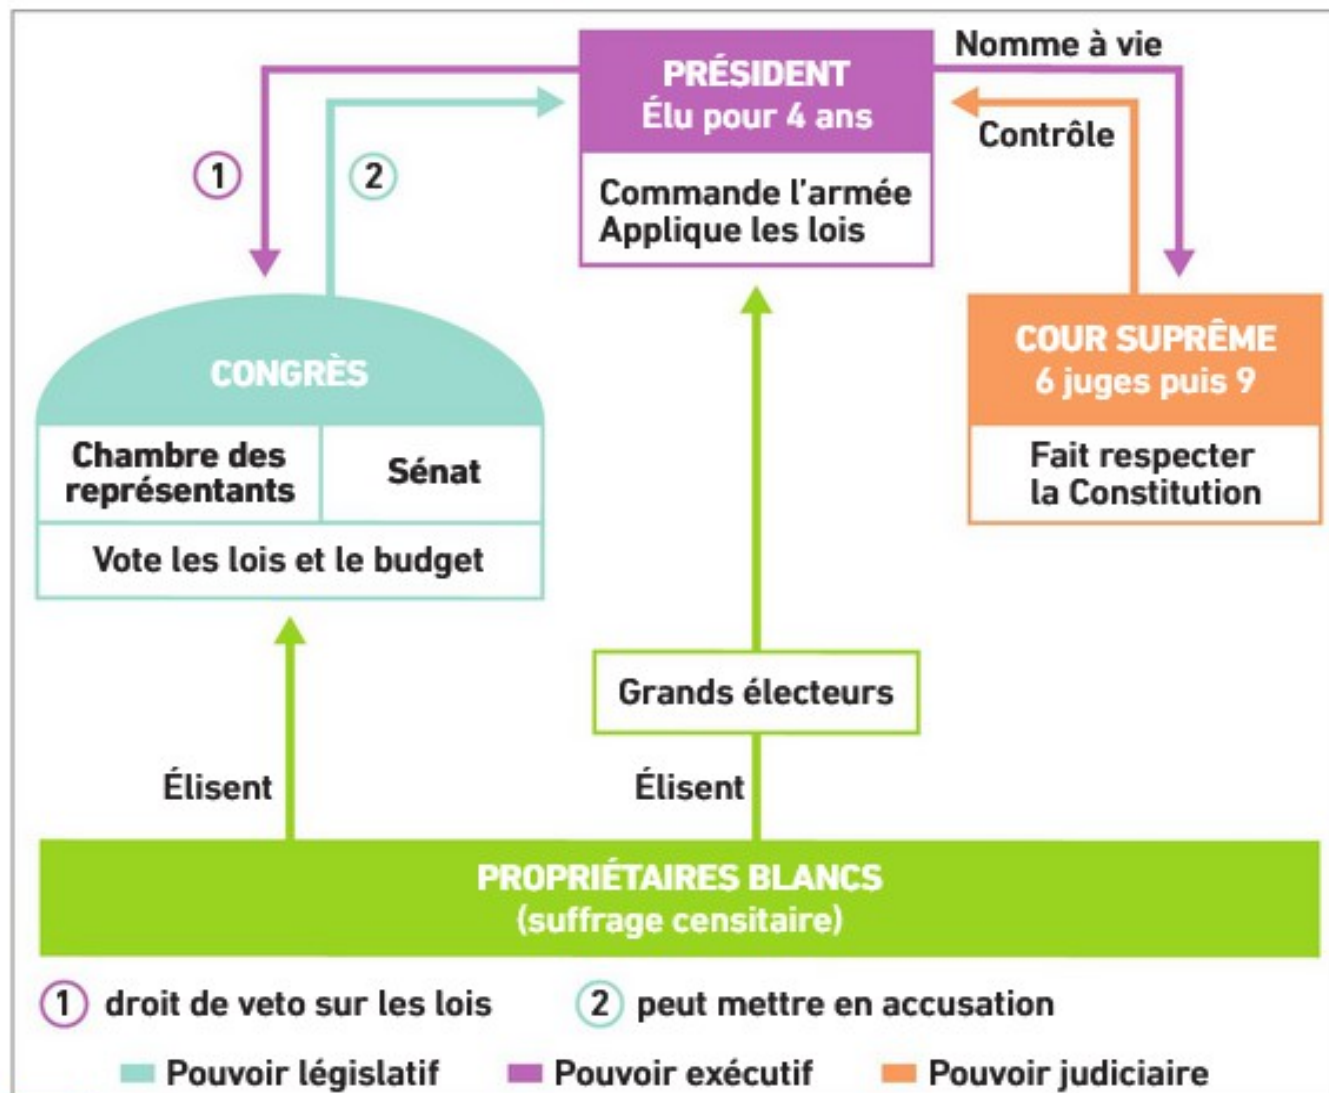 Nomme à vie
PRÉSIDENT
Élu pour 4 ans
Contrôle
1
2
Commande l'armée
Applique les lois
CONGRÈS
COUR SUPRÊME
6 juges puis 9
Chambre des
représentants
Sénat
Fait respecter
la Constitution
Vote les lois et le budget
Grands électeurs
Élisent
Élisent
PROPRIÉTAIRES BLANCS
(suffrage censitaire)
1 droit de veto sur les lois
2 peut mettre en accusation
Pouvoir législatif
Pouvoir exécutif
Pouvoir judiciaire